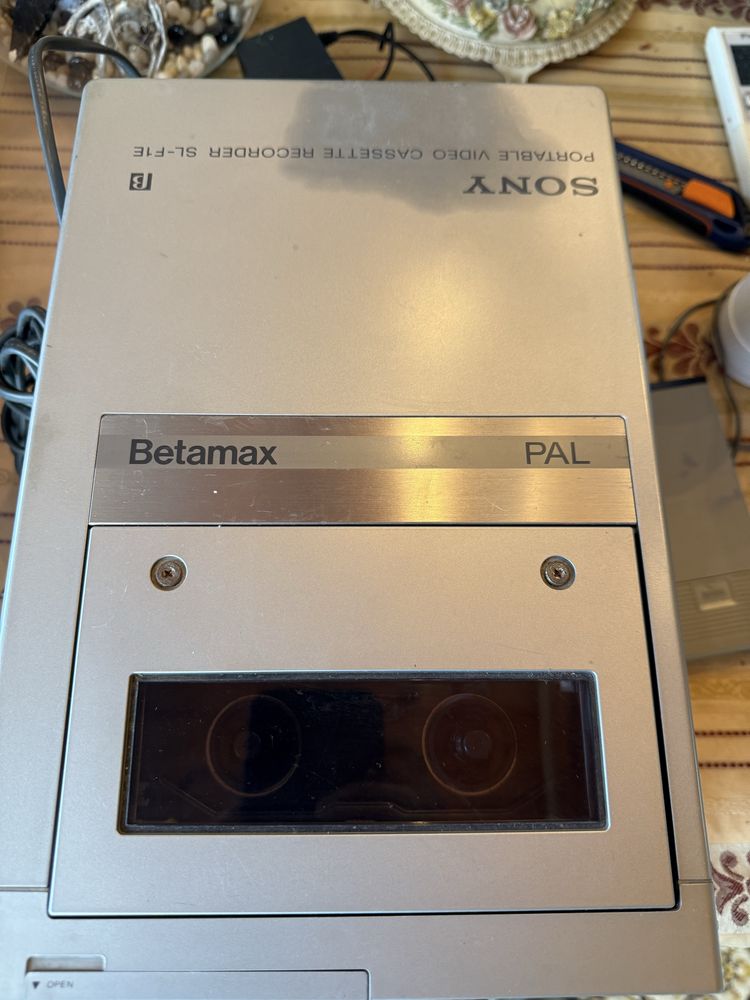 PORTABLE VIDEO CASSETTE RECORDER SL-F1E
SONY
Betamax PAL
OPEN